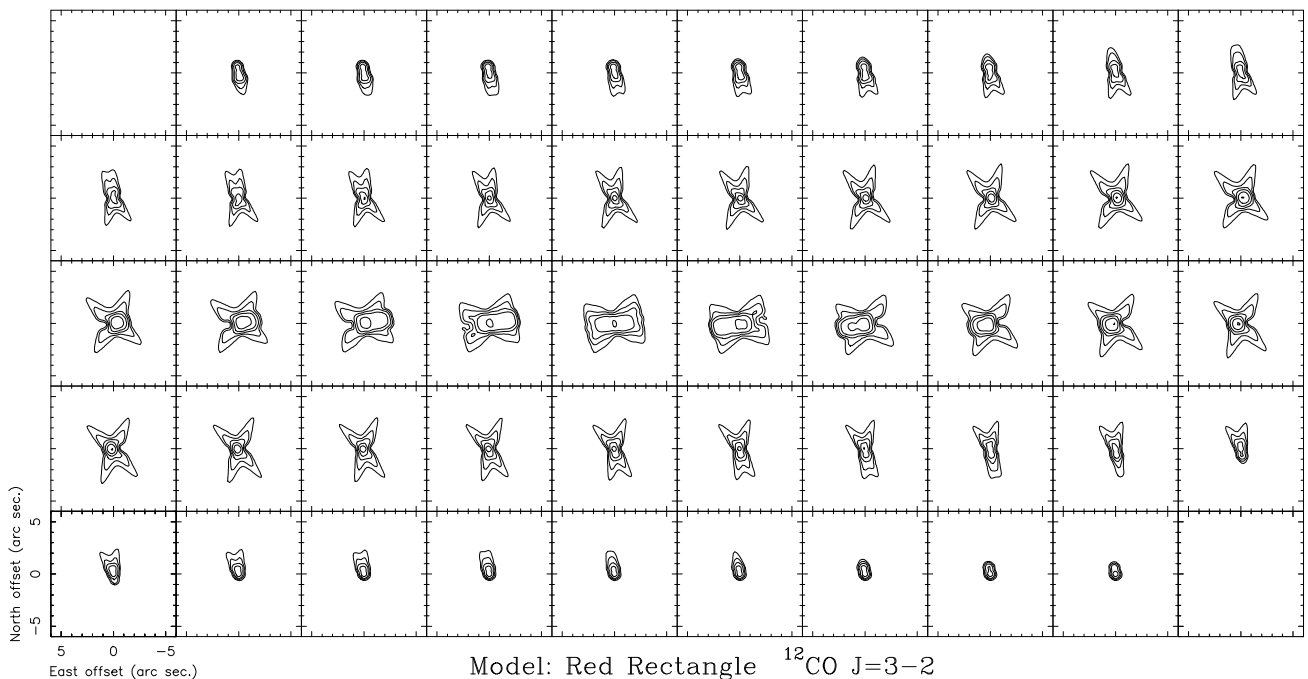 North offset (arc sec.)
5
0
−5
5 0 −5
East offset (arc sec.)
Model: Red Rectangle ¹²CO J=3−2